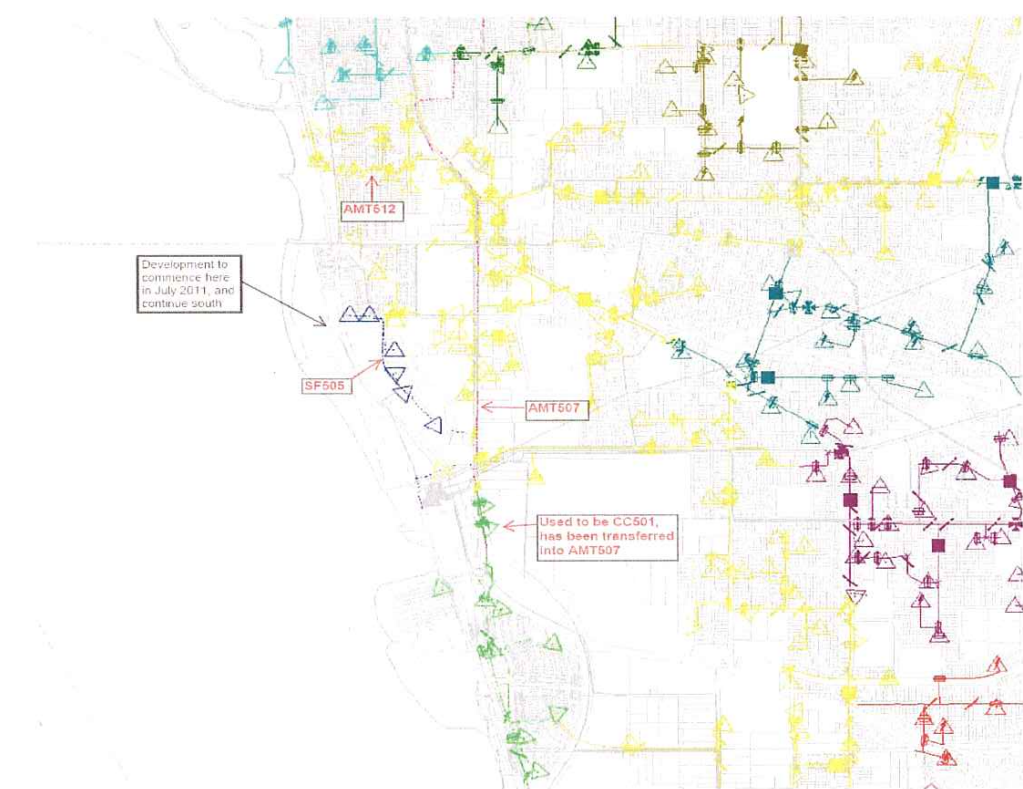 AMT512
Development to
commence here
in July 2011, and
continue south
SF505
AMT507
Used to be CC501,
has been transferred
into AMT507